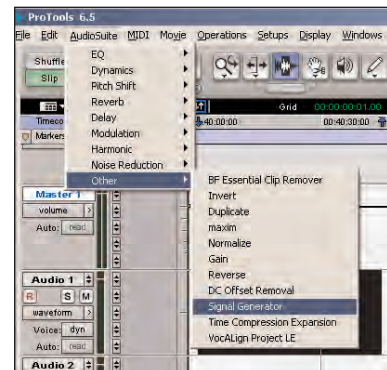 ProTools 6.5
File Edit AudioSuite MIDI Movie Operations Setups Display Windows
Shuffle
Slip
EQ
Dynamics
Pitch Shift
Reverb
Delay
Modulation
Harmonic
Noise Reduction
Other
Grid 00:00:00:01.00
Timeco
40:00:00 00:40:30:00
Markers
BF Essential Clip Remover
Invert
Duplicate
maxim
Normalize
Gain
Reverse
DC Offset Removal
Signal Generator
Time Compression Expansion
VocALign Project LE
Master 1
volume
Auto: read
Audio 1
R S M
waveform
Voice: dyn
Auto: read
Audio 2